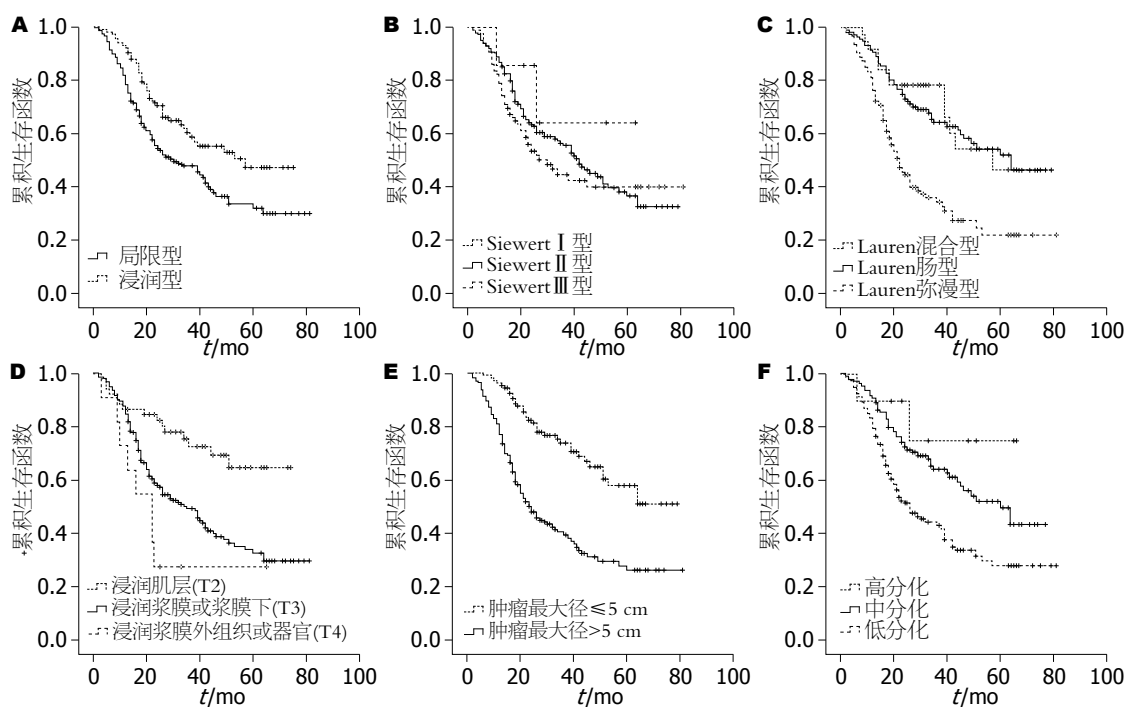 A
1.0
0.8
0.6
0.4
0.2
0.0
累积生存函数
局限型
浸润型
0 20 40 60 80 100
t/mo
B
1.0
0.8
0.6
0.4
0.2
0.0
累积生存函数
Siewert Ⅰ 型
Siewert Ⅱ 型
Siewert Ⅲ 型
0 20 40 60 80 100
t/mo
C
1.0
0.8
0.6
0.4
0.2
0.0
累积生存函数
Lauren混合型
Lauren肠型
Lauren弥漫型
0 20 40 60 80 100
t/mo
D
1.0
0.8
0.6
0.4
0.2
0.0
累积生存函数
浸润肌层(T2)
浸润浆膜或浆膜下(T3)
浸润浆膜外组织或器官(T4)
0 20 40 60 80 100
t/mo
E
1.0
0.8
0.6
0.4
0.2
0.0
累积生存函数
肿瘤最大径≤5 cm
肿瘤最大径>5 cm
0 20 40 60 80 100
t/mo
F
1.0
0.8
0.6
0.4
0.2
0.0
累积生存函数
高分化
中分化
低分化
0 20 40 60 80 100
t/mo